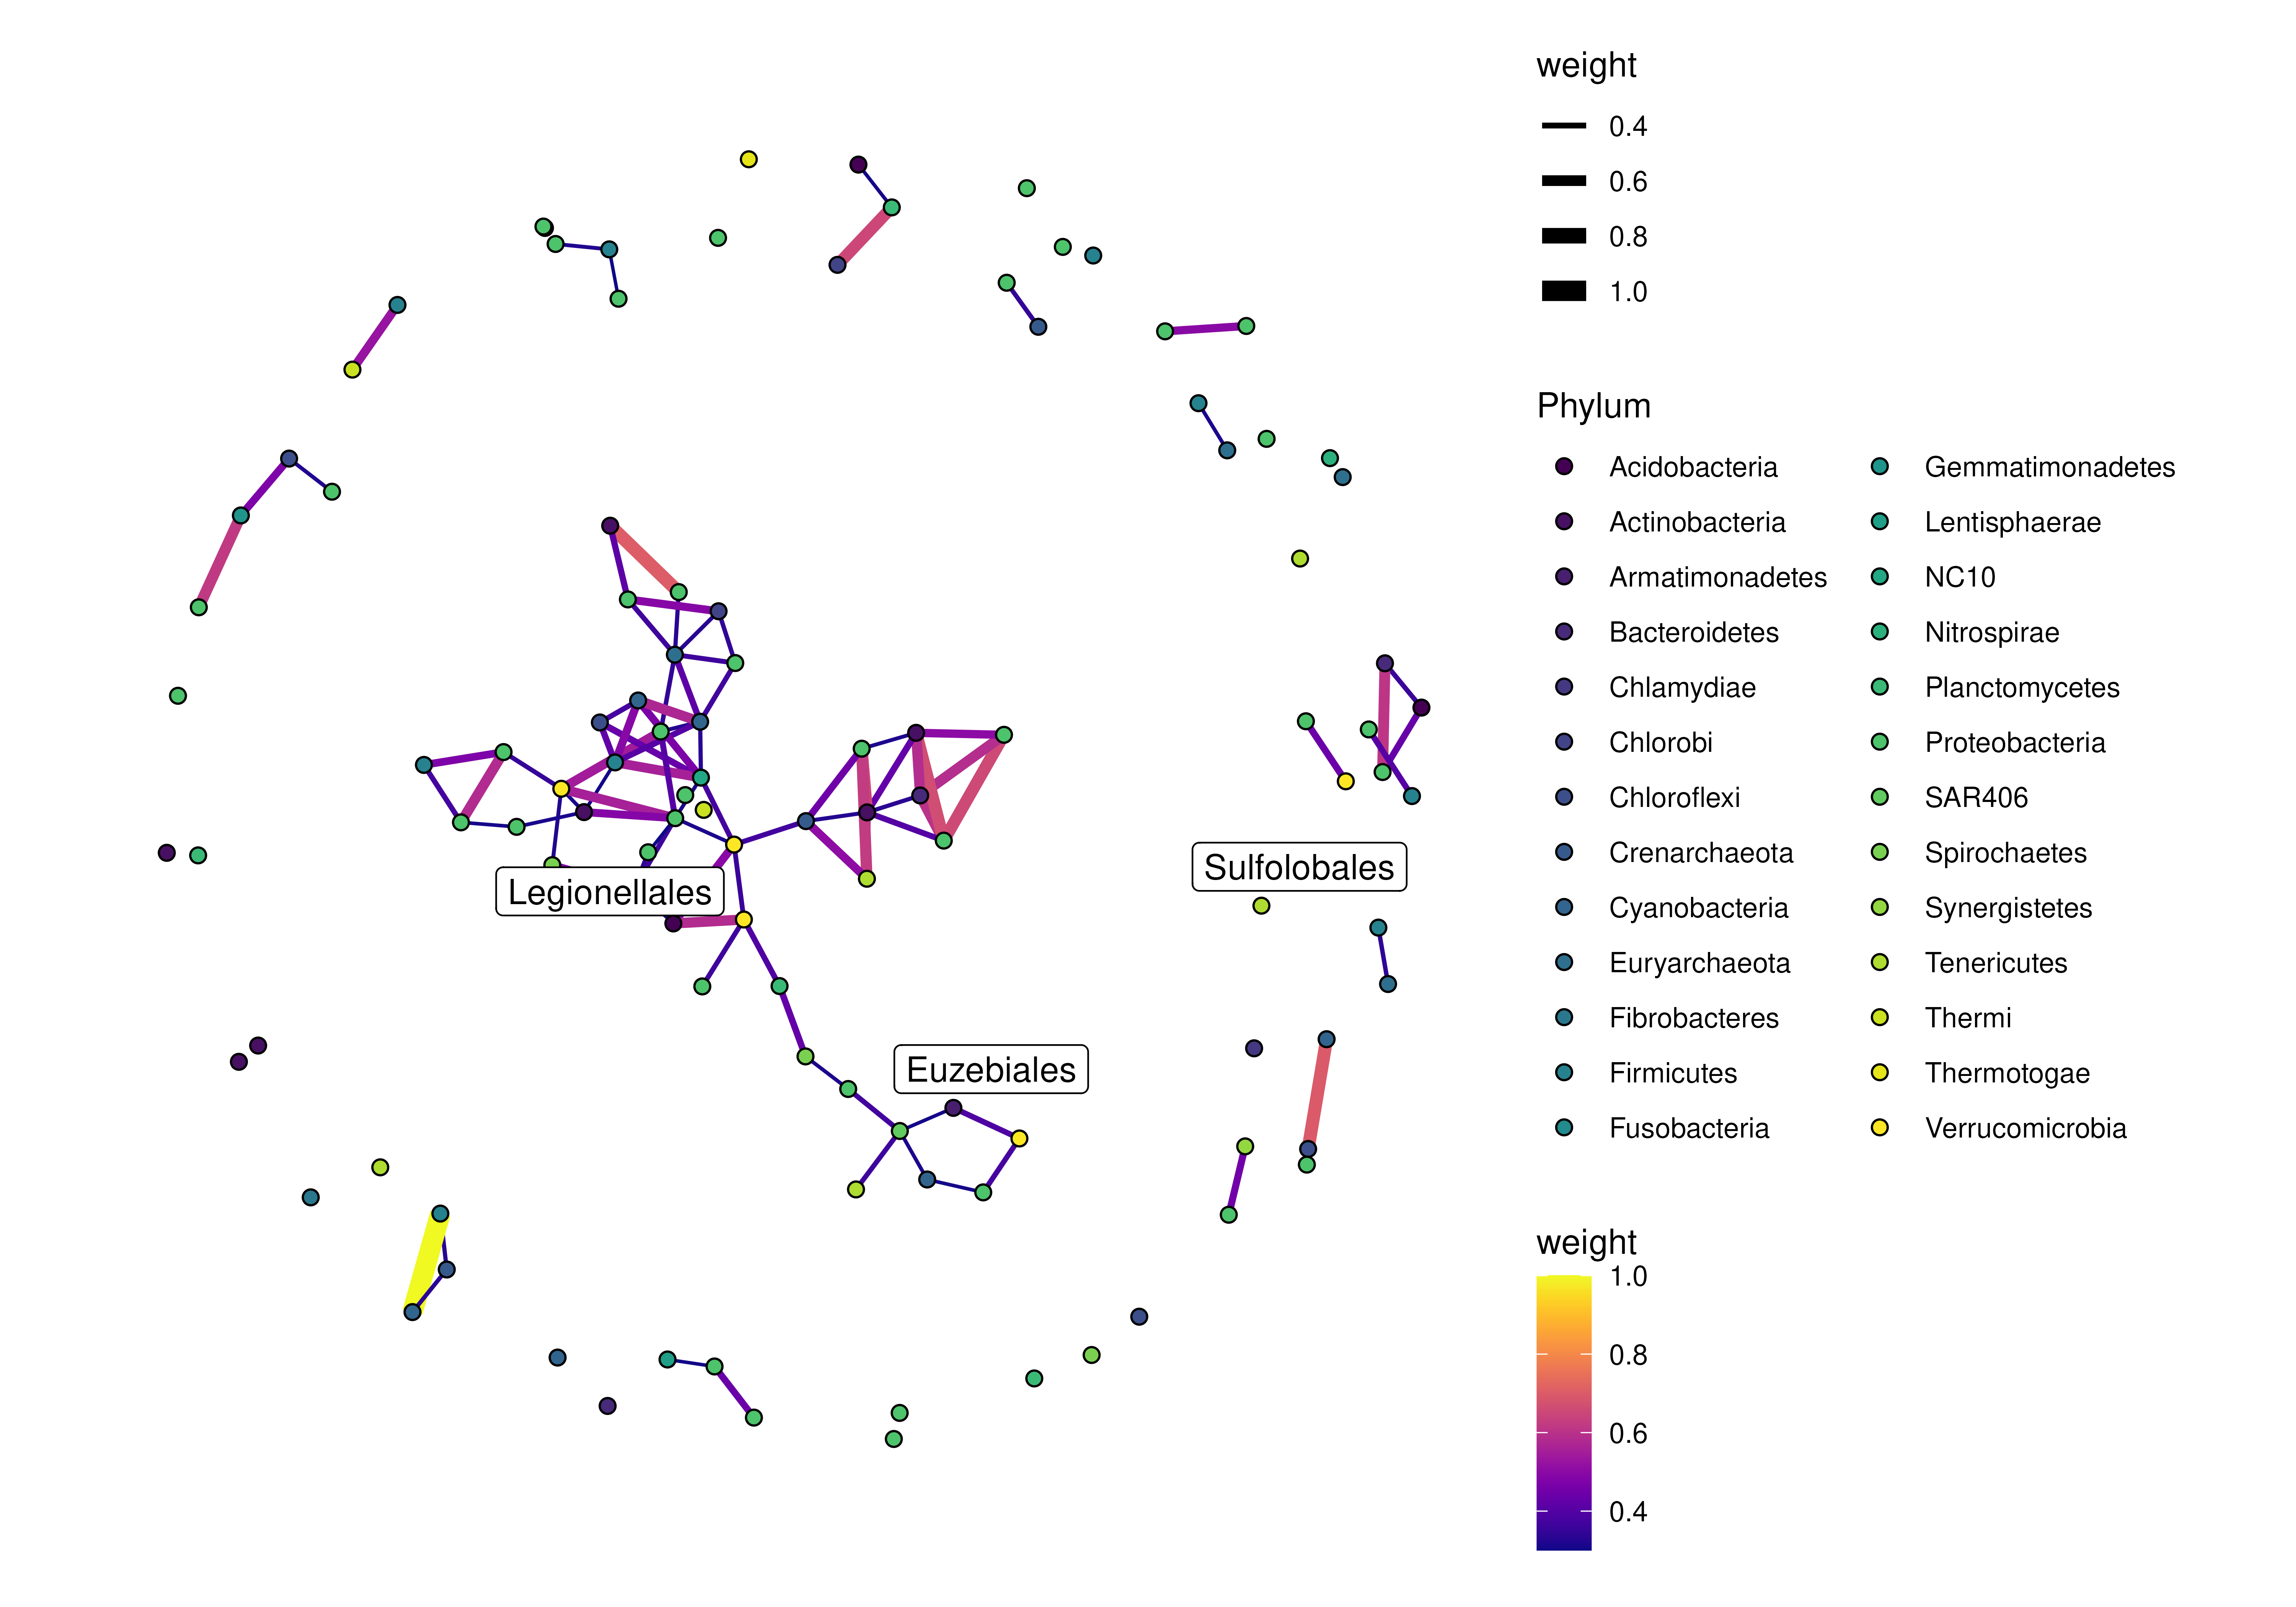 weight
0.4
0.6
0.8
1.0
Phylum
Acidobacteria
Actinobacteria
Armatimonadetes
Bacteroidetes
Chlamydiae
Chlorobi
Chloroflexi
Crenarchaeota
Cyanobacteria
Euryarchaeota
Fibrobacteres
Firmicutes
Fusobacteria
Gemmatimonadetes
Lentisphaerae
NC10
Nitrospirae
Planctomycetes
Proteobacteria
SAR406
Spirochaetes
Synergistetes
Tenericutes
Thermi
Thermotogae
Verrucomicrobia
Legionellales
Sulfolobales
Euzebiales
weight
1.0
0.8
0.6
0.4